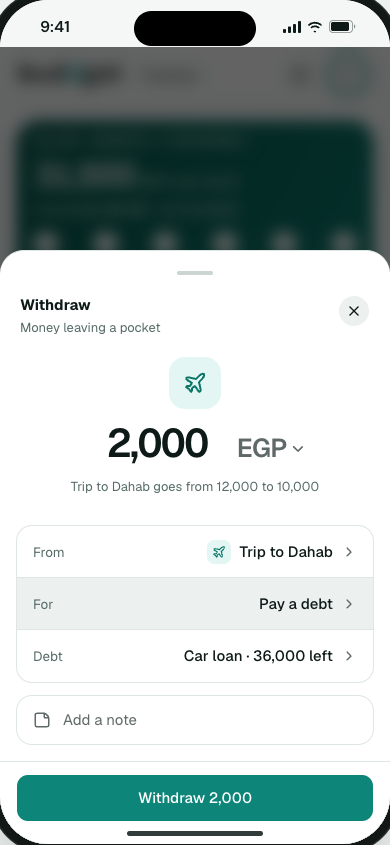 9:41
Withdraw
Money leaving a pocket
2,000 EGP
Trip to Dahab goes from 12,000 to 10,000
From Trip to Dahab
For Pay a debt
Debt Car loan · 36,000 left
Add a note
Withdraw 2,000